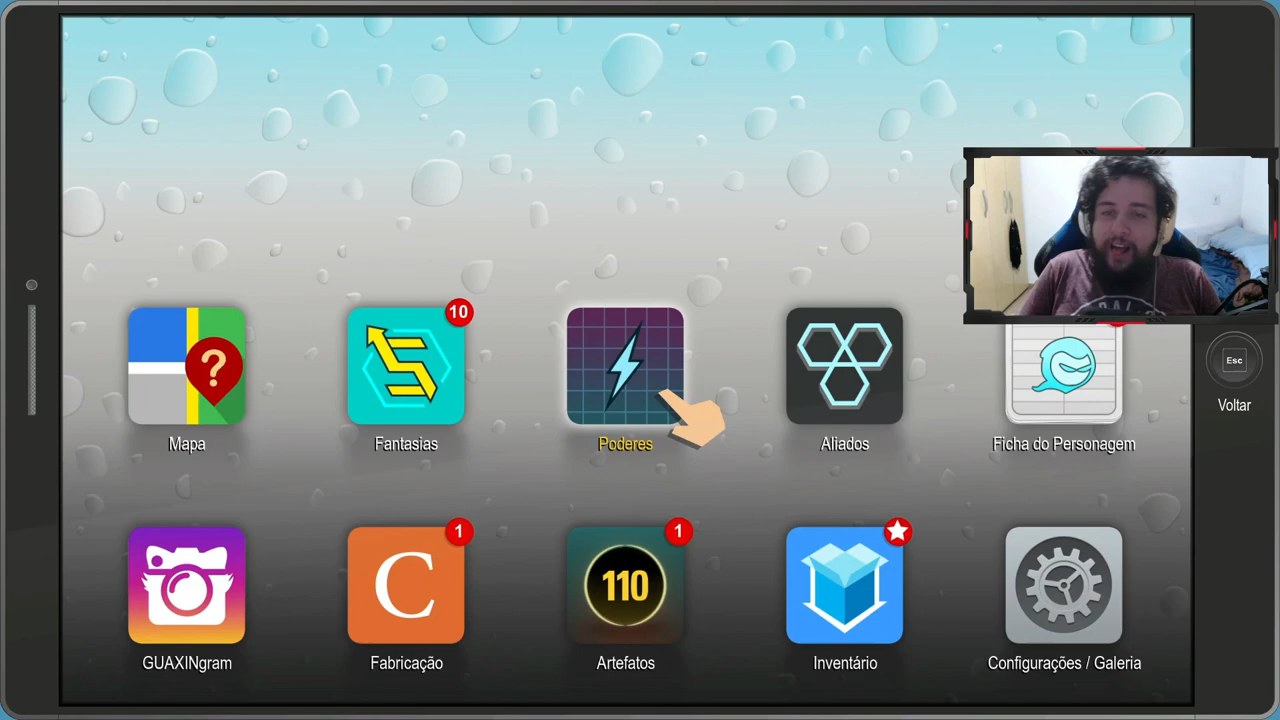 10
?
Mapa
Fantasias
Poderes
Aliados
Ficha do Personagem
Esc
Voltar
1
1
C
110
GUAXINgram
Fabricação
Artefatos
Inventário
Configurações / Galeria